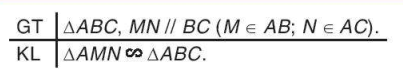 GT ΔABC, MN // BC (M ∈ AB; N ∈ AC).
KL ΔAMN ∽ ΔABC.